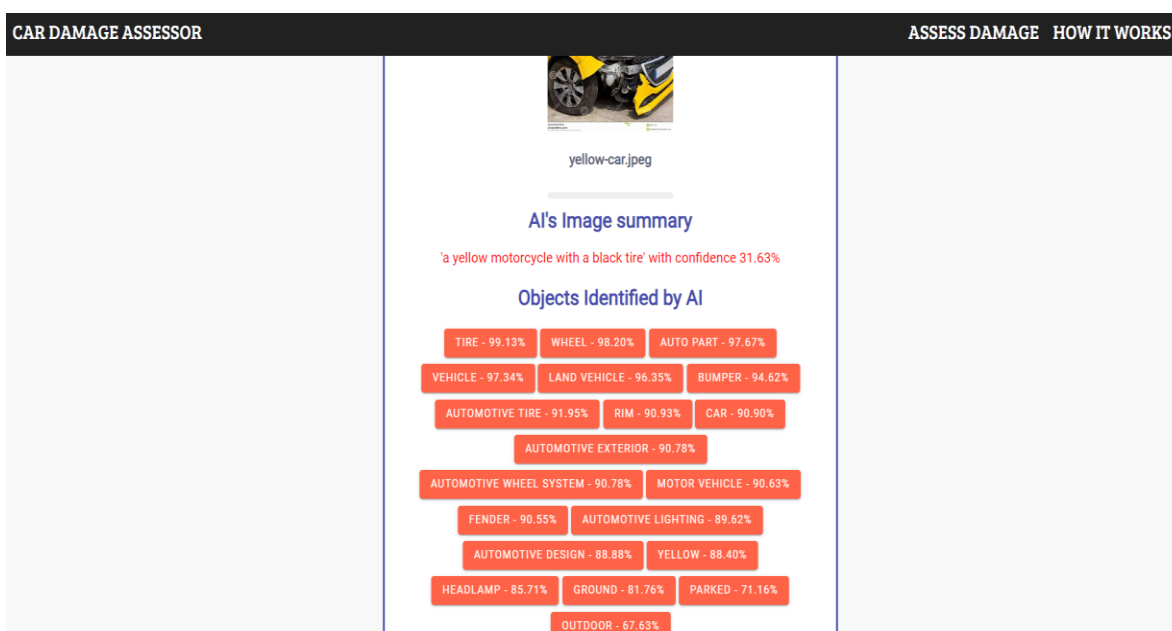 CAR DAMAGE ASSESSOR ASSESS DAMAGE HOW IT WORKS
yellow-car.jpeg
AI's Image summary
'a yellow motorcycle with a black tire' with confidence 31.63%
Objects Identified by AI
TIRE - 99.13% WHEEL - 98.20% AUTO PART - 97.67%
VEHICLE - 97.34% LAND VEHICLE - 96.35% BUMPER - 94.62%
AUTOMOTIVE TIRE - 91.95% RIM - 90.93% CAR - 90.90%
AUTOMOTIVE EXTERIOR - 90.78%
AUTOMOTIVE WHEEL SYSTEM - 90.78% MOTOR VEHICLE - 90.63%
FENDER - 90.55% AUTOMOTIVE LIGHTING - 89.62%
AUTOMOTIVE DESIGN - 88.88% YELLOW - 88.40%
HEADLAMP - 85.71% GROUND - 81.76% PARKED - 71.16%
OUTDOOR - 67.63%